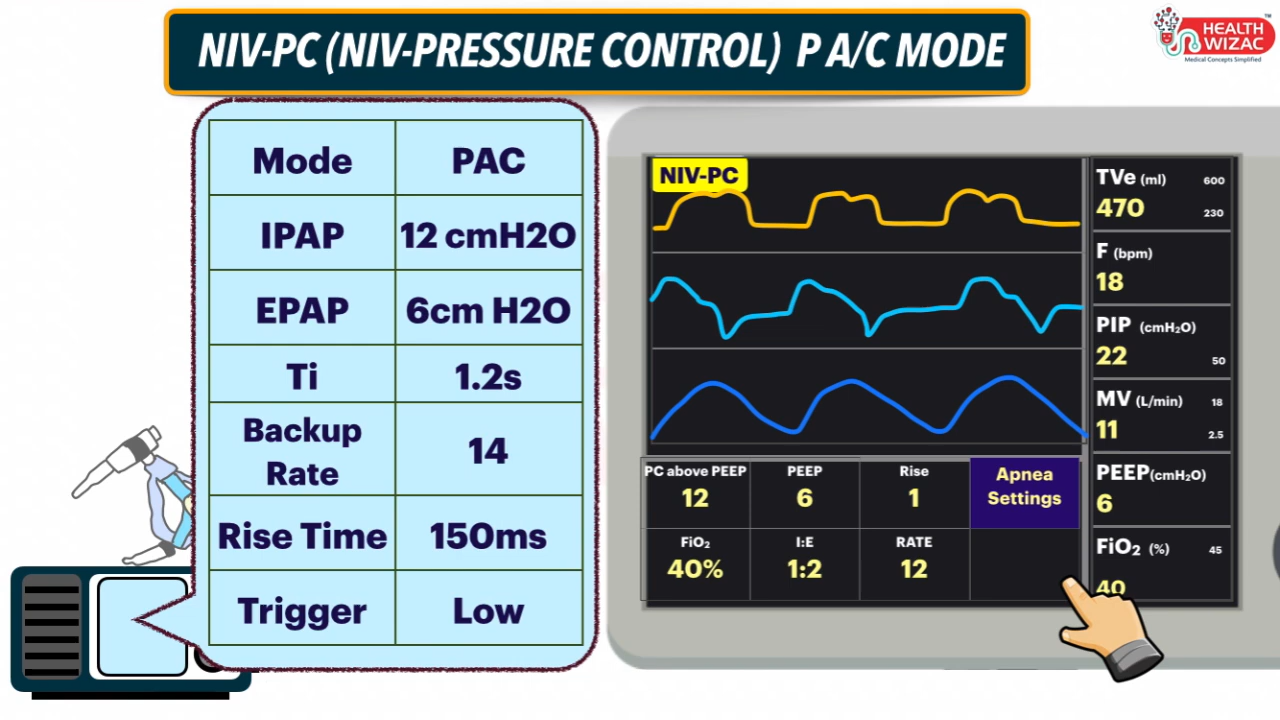 NIV-PC (NIV-PRESSURE CONTROL) P A/C MODE
HEALTH
WIZAC
TM
Medical Concepts Simplified
Mode PAC
IPAP 12 cmH2O
EPAP 6cm H2O
Ti 1.2s
Backup
Rate 14
Rise Time 150ms
Trigger Low
NIV-PC
TVe (ml) 600
470 230
F (bpm)
18
PIP (cmH₂O)
22 50
MV (L/min) 18
11 2.5
PEEP(cmH₂O)
6
FiO₂ (%) 45
40
PC above PEEP PEEP Rise Apnea
12 6 1 Settings
FiO₂ I:E RATE
40% 1:2 12